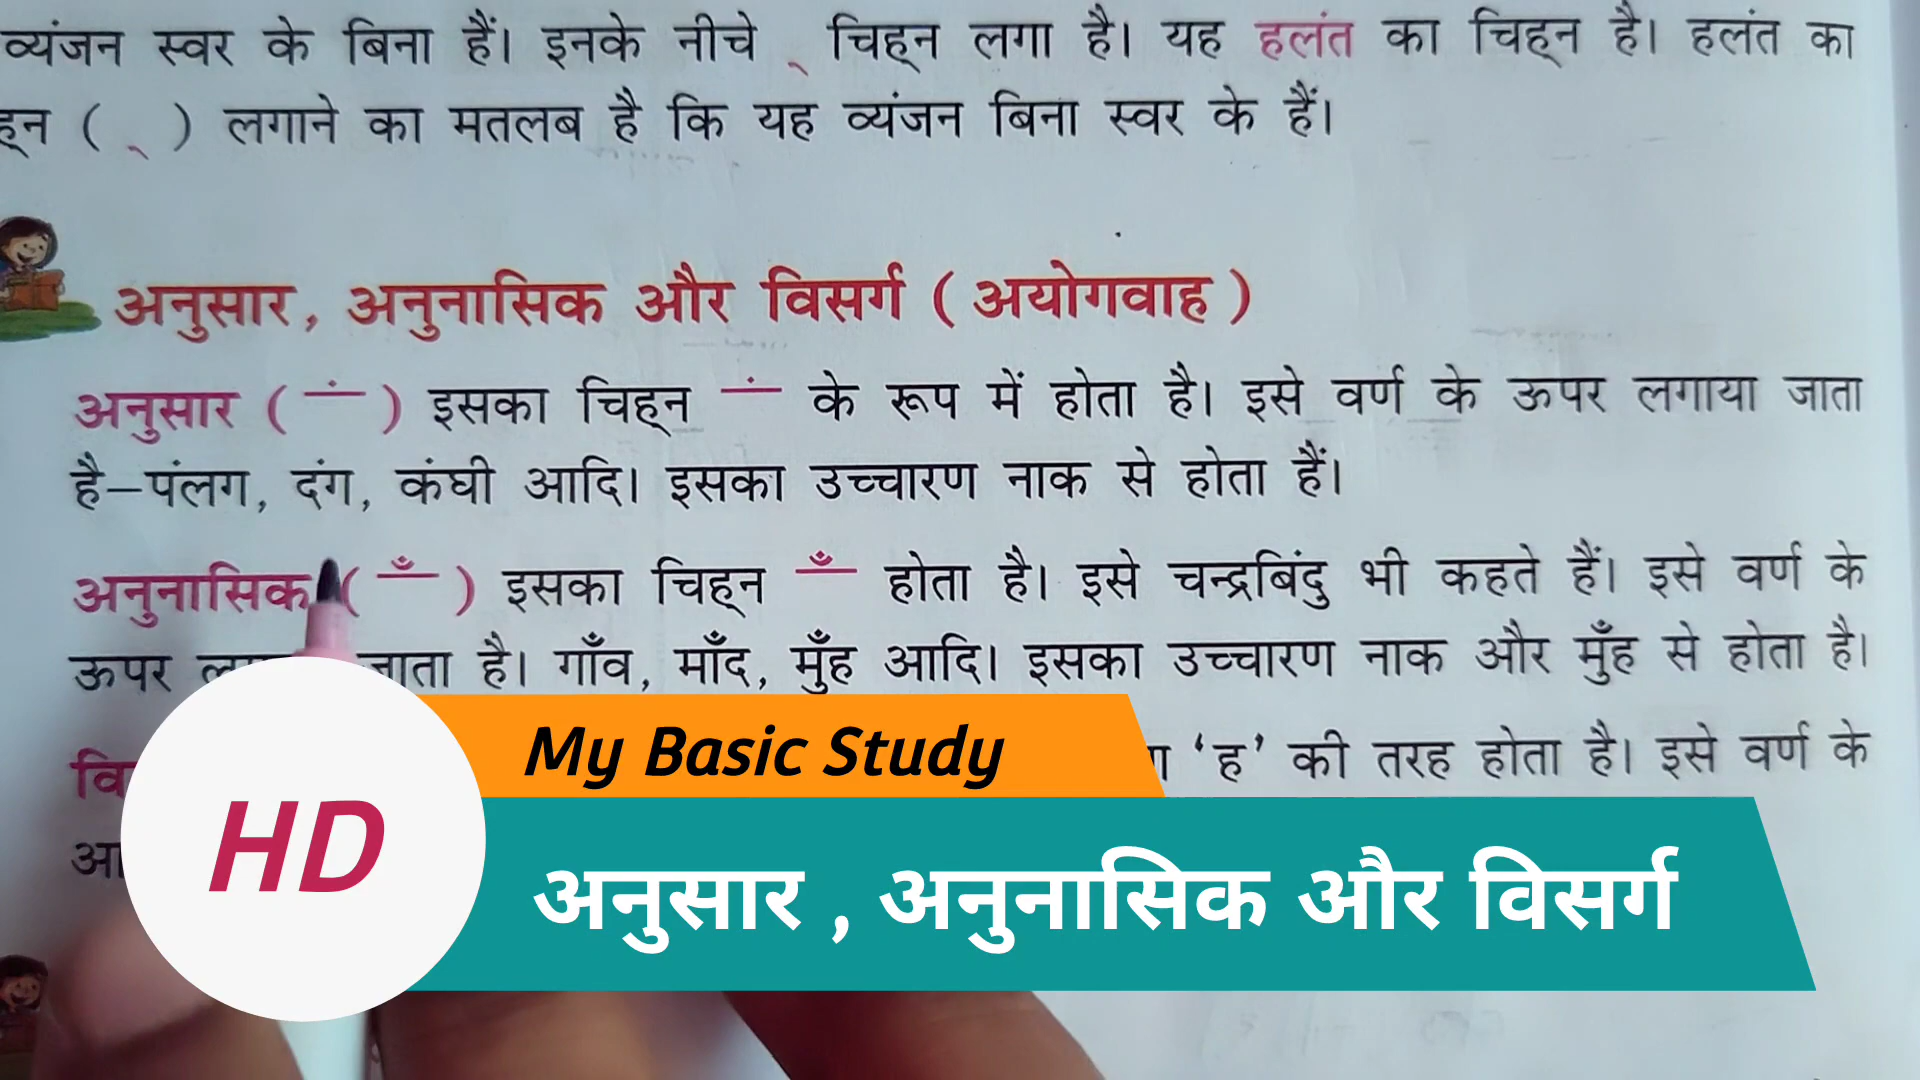 व्यंजन स्वर के बिना हैं। इनके नीचे ् चिह्न लगा है। यह हलंत का चिह्न है। हलंत का
ह्न ( ् ) लगाने का मतलब है कि यह व्यंजन बिना स्वर के हैं।
अनुसार, अनुनासिक और विसर्ग ( अयोगवाह )
अनुसार ( ं ) इसका चिह्न ं के रूप में होता है। इसे वर्ण के ऊपर लगाया जाता
है–पंलग, दंग, कंघी आदि। इसका उच्चारण नाक से होता हैं।
अनुनासिक ( ँ ) इसका चिह्न ँ होता है। इसे चन्द्रबिंदु भी कहते हैं। इसे वर्ण के
ऊपर जाता है। गाँव, माँद, मुँह आदि। इसका उच्चारण नाक और मुँह से होता है।
‘ह’ की तरह होता है। इसे वर्ण के
My Basic Study
HD
अनुसार , अनुनासिक और विसर्ग